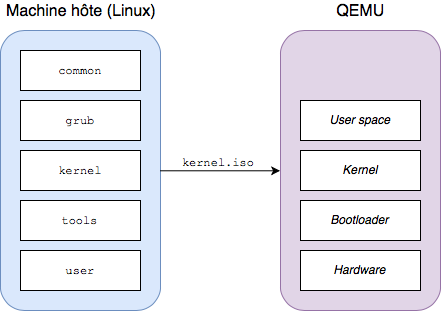 Machine hôte (Linux)
QEMU
common
grub
kernel
tools
user
kernel.iso
User space
Kernel
Bootloader
Hardware